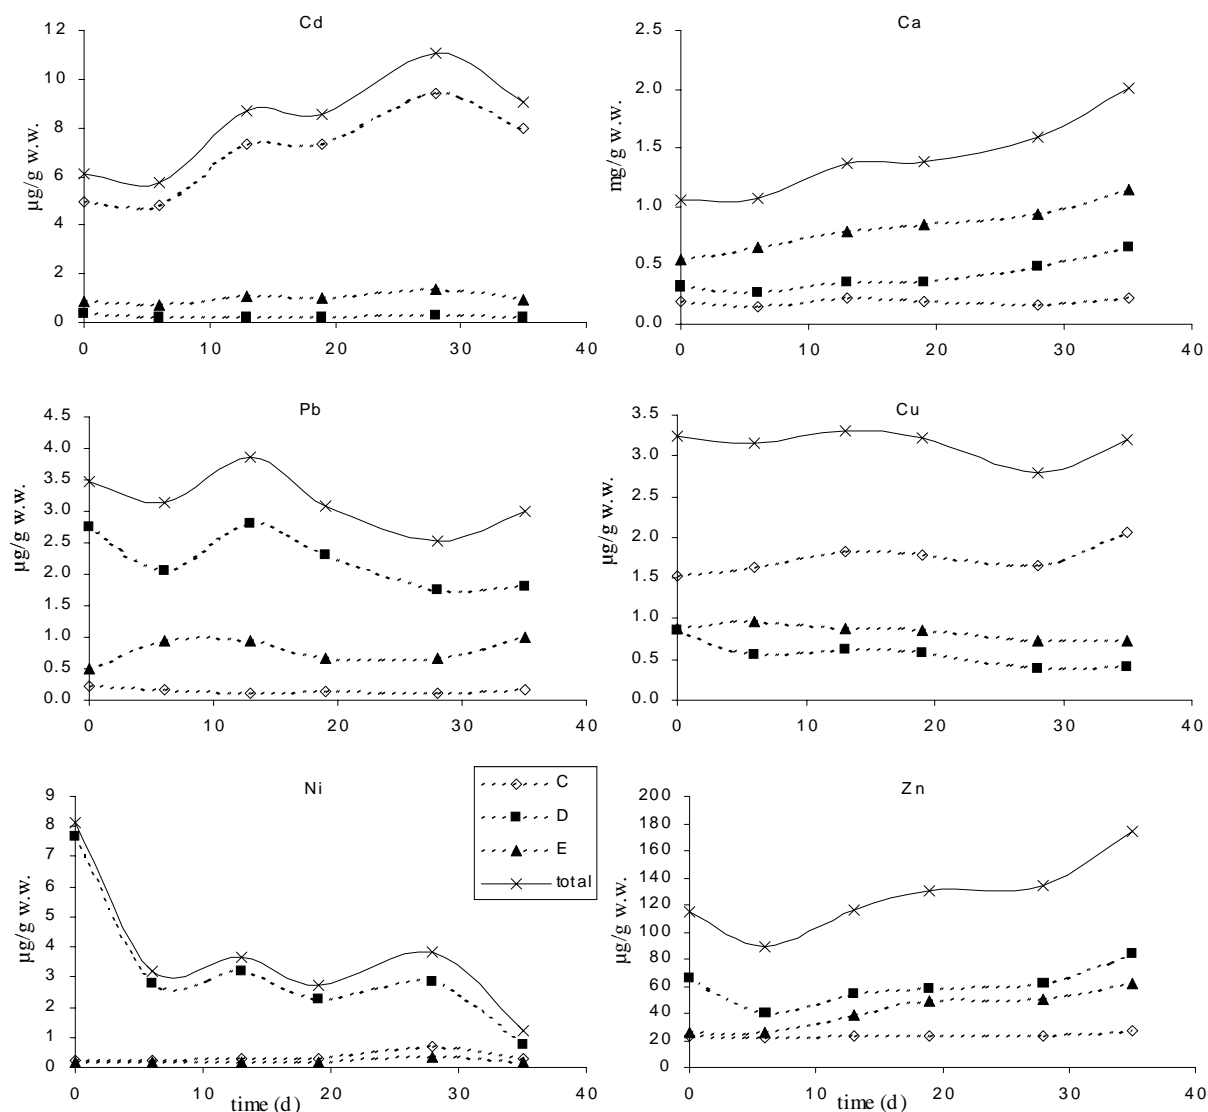 Cd
12
10
8
6
4
2
0
µg/g w.w.
0 10 20 30 40
Ca
2.5
2.0
1.5
1.0
0.5
0.0
mg/g w.w.
0 10 20 30 40
Pb
4.5
4.0
3.5
3.0
2.5
2.0
1.5
1.0
0.5
0.0
µg/g w.w.
0 10 20 30 40
Cu
3.5
3.0
2.5
2.0
1.5
1.0
0.5
0.0
µg/g w.w.
0 10 20 30 40
Ni
9
8
7
6
5
4
3
2
1
0
µg/g w.w.
0 10 20 30 40
time (d)
C
D
E
total
Zn
200
180
160
140
120
100
80
60
40
20
0
µg/g w.w.
0 10 20 30 40
time (d)